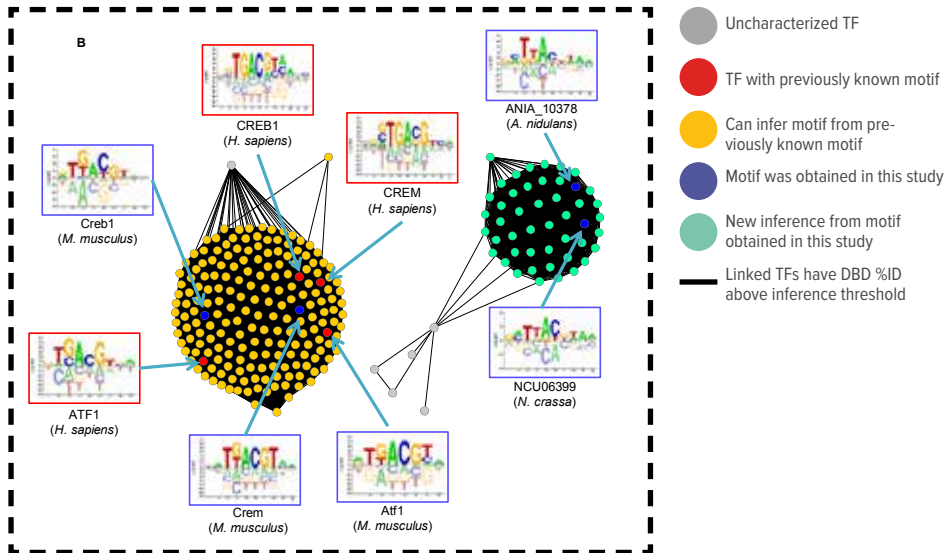 B
CREB1
(H. sapiens)
CREM
(H. sapiens)
ANIA_10378
(A. nidulans)
Creb1
(M. musculus)
ATF1
(H. sapiens)
Crem
(M. musculus)
Atf1
(M. musculus)
NCU06399
(N. crassa)
Uncharacterized TF
TF with previously known motif
Can infer motif from pre-
viously known motif
Motif was obtained in this study
New inference from motif
obtained in this study
Linked TFs have DBD %ID
above inference threshold